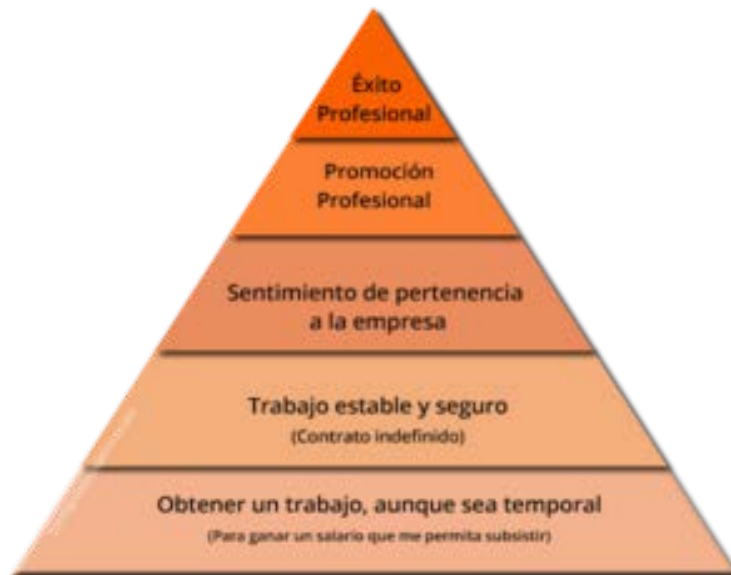 Éxito
Profesional
Promoción
Profesional
Sentimiento de pertenencia
a la empresa
Trabajo estable y seguro
(Contrato indefinido)
Obtener un trabajo, aunque sea temporal
(Para ganar un salario que me permita subsistir)